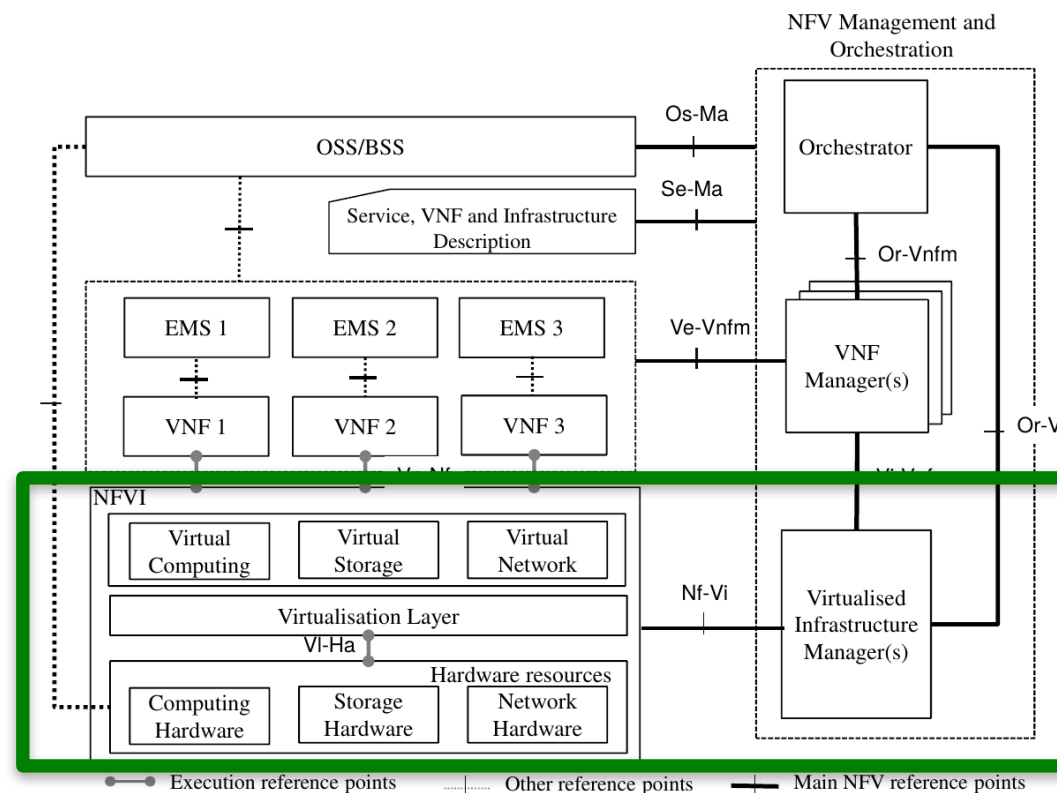 NFV Management and
Orchestration
Os-Ma
OSS/BSS
Orchestrator
Se-Ma
Service, VNF and Infrastructure
Description
Or-Vnfm
EMS 1
EMS 2
EMS 3
Ve-Vnfm
VNF
Manager(s)
VNF 1
VNF 2
VNF 3
Or-V
NFVI
Virtual
Computing
Virtual
Storage
Virtual
Network
Nf-Vi
Virtualised
Infrastructure
Manager(s)
Virtualisation Layer
Vl-Ha
Hardware resources
Computing
Hardware
Storage
Hardware
Network
Hardware
Execution reference points
Other reference points
Main NFV reference points